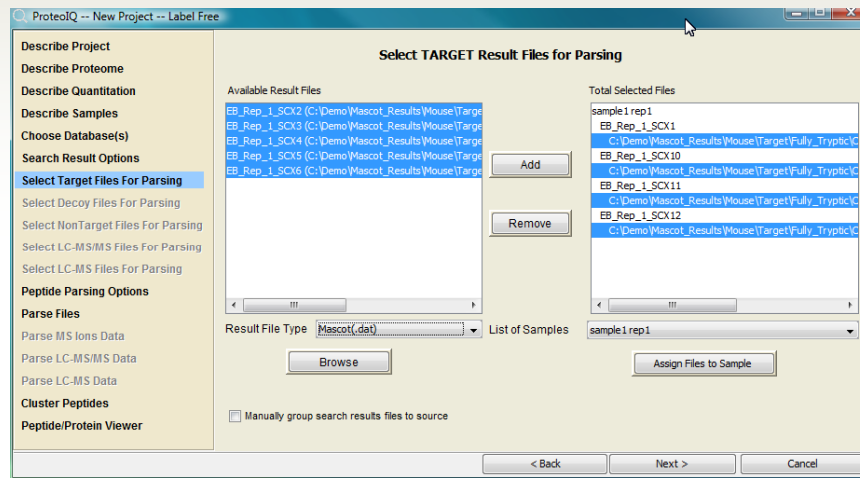 ProteoIQ -- New Project -- Label Free
Describe Project
Describe Proteome
Describe Quantitation
Describe Samples
Choose Database(s)
Search Result Options
Select Target Files For Parsing
Select Decoy Files For Parsing
Select NonTarget Files For Parsing
Select LC-MS/MS Files For Parsing
Select LC-MS Files For Parsing
Peptide Parsing Options
Parse Files
Parse MS Ions Data
Parse LC-MS/MS Data
Parse LC-MS Data
Cluster Peptides
Peptide/Protein Viewer
Select TARGET Result Files for Parsing
Available Result Files
EB_Rep_1_SCX2 (C:\Demo\Mascot_Results\Mouse\Targe
EB_Rep_1_SCX3 (C:\Demo\Mascot_Results\Mouse\Targe
EB_Rep_1_SCX4 (C:\Demo\Mascot_Results\Mouse\Targe
EB_Rep_1_SCX5 (C:\Demo\Mascot_Results\Mouse\Targe
EB_Rep_1_SCX6 (C:\Demo\Mascot_Results\Mouse\Targe
Add
Remove
Total Selected Files
sample1 rep1
EB_Rep_1_SCX1
C:\Demo\Mascot_Results\Mouse\Target\Fully_Tryptic\C
EB_Rep_1_SCX10
C:\Demo\Mascot_Results\Mouse\Target\Fully_Tryptic\C
EB_Rep_1_SCX11
C:\Demo\Mascot_Results\Mouse\Target\Fully_Tryptic\C
EB_Rep_1_SCX12
C:\Demo\Mascot_Results\Mouse\Target\Fully_Tryptic\C
Result File Type Mascot(.dat)
List of Samples sample1 rep1
Browse
Assign Files to Sample
Manually group search results files to source
< Back Next > Cancel